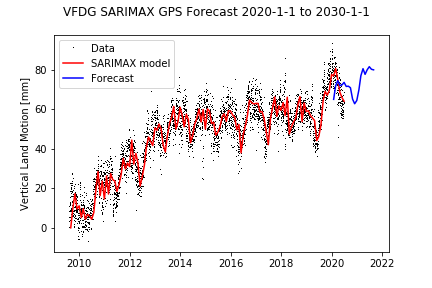 VFDG SARIMAX GPS Forecast 2020-1-1 to 2030-1-1
Data
SARIMAX model
Forecast
Vertical Land Motion [mm]
80
60
40
20
0
2010 2012 2014 2016 2018 2020 2022